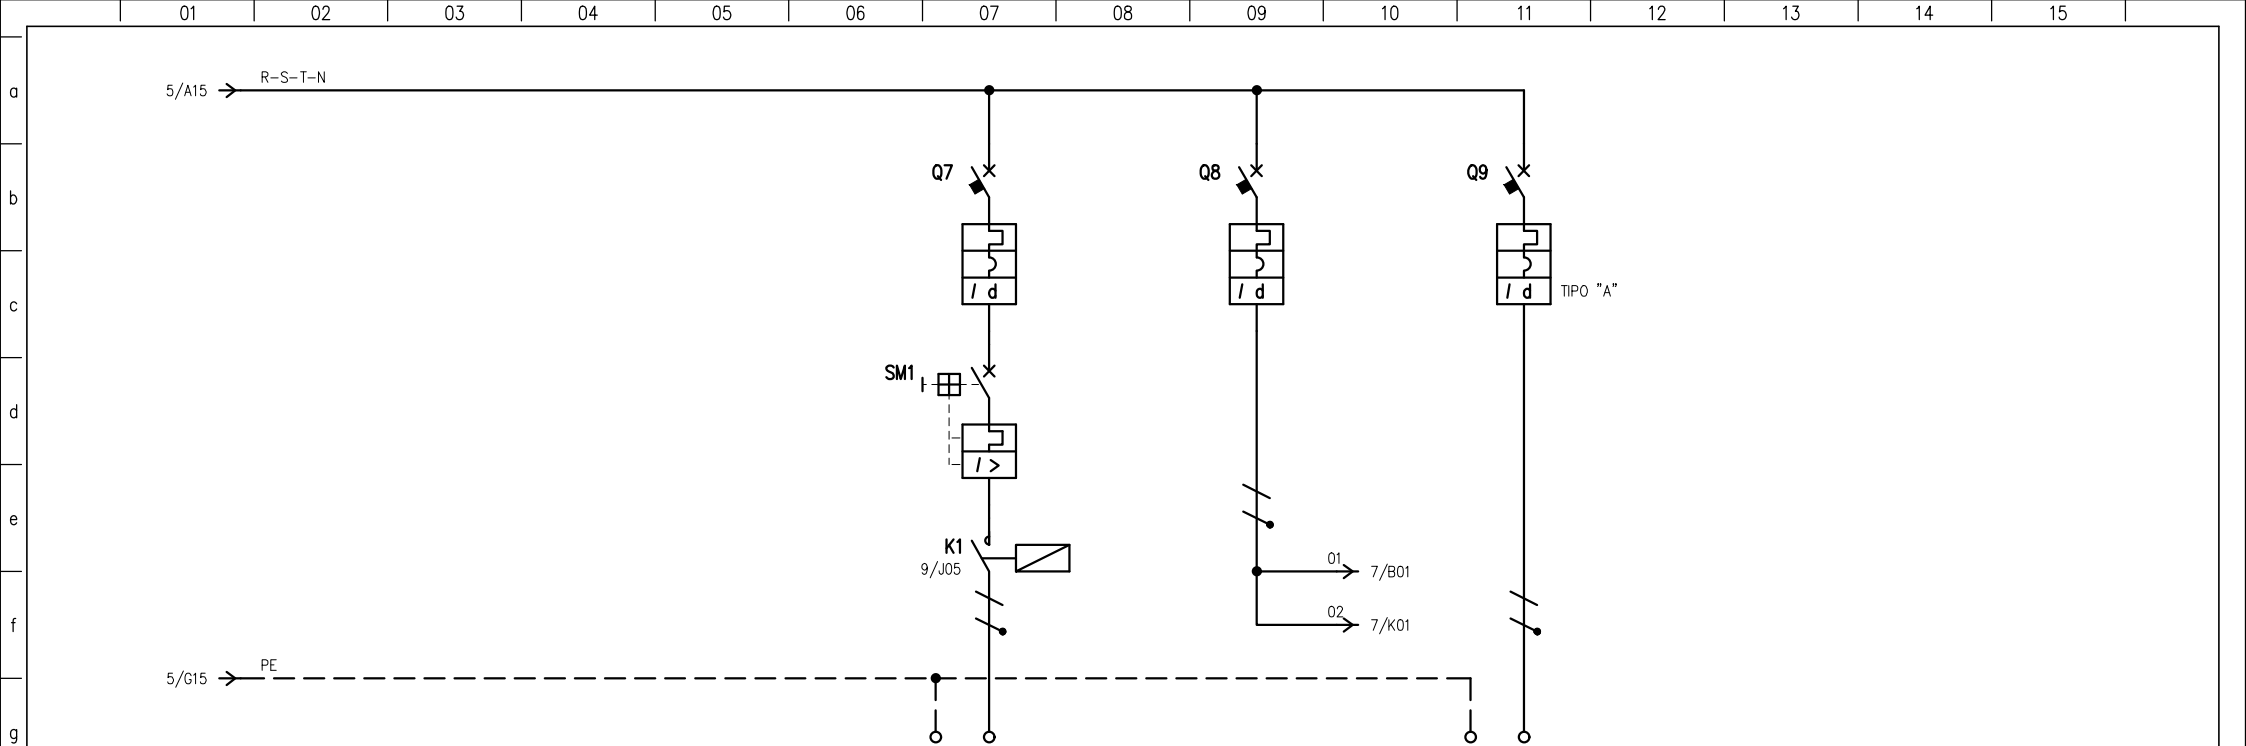 01 02 03 04 05 06 07 08 09 10 11 12 13 14 15
R-S-T-N
a 5/A15
Q7 Q8 Q9
b
I d I d I d TIPO "A"
c
SM1
d
I >
e
K1
9/J05
01
7/B01
02
7/K01
f
PE
5/G15
g